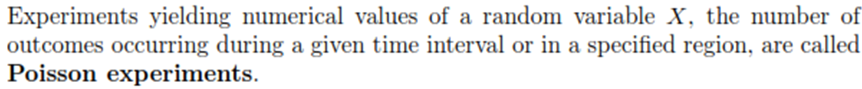 Experiments yielding numerical values of a random variable X, the number of
outcomes occurring during a given time interval or in a specified region, are called
Poisson experiments.